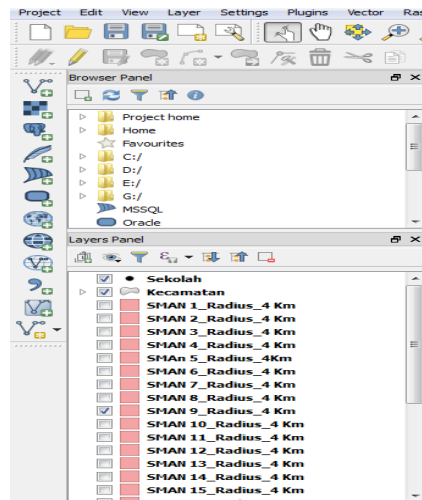 Project Edit View Layer Settings Plugins Vector Ras
Browser Panel
Project home
Home
Favourites
C:/
D:/
E:/
G:/
MSSQL
Oracle
Layers Panel
Sekolah
Kecamatan
SMAN 1_Radius_4 Km
SMAN 2_Radius_4 Km
SMAN 3_Radius_4 Km
SMAN 4_Radius_4 Km
SMAn 5_Radius_4Km
SMAN 6_Radius_4 Km
SMAN 7_Radius_4 Km
SMAN 8_Radius_4 Km
SMAN 9_Radius_4 Km
SMAN 10_Radius_4 Km
SMAN 11_Radius_4 Km
SMAN 12_Radius_4 Km
SMAN 13_Radius_4 Km
SMAN 14_Radius_4 Km
SMAN 15_Radius_4 Km